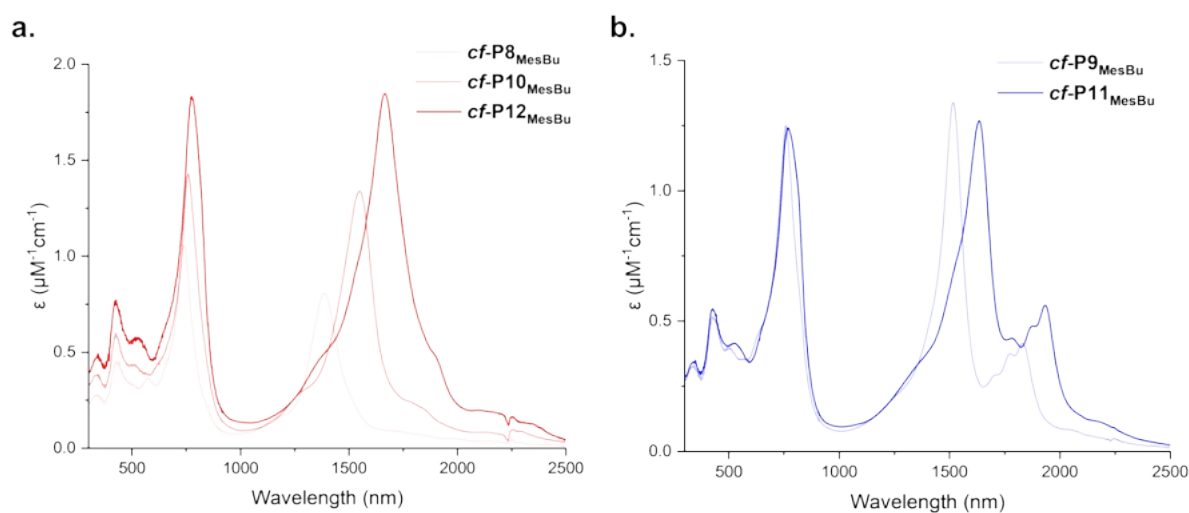 a.
cf-P8MesBu
cf-P10MesBu
cf-P12MesBu
2.0
1.5
1.0
0.5
0.0
ε (μM⁻¹cm⁻¹)
500 1000 1500 2000 2500
Wavelength (nm)
b.
cf-P9MesBu
cf-P11MesBu
1.5
1.0
0.5
0.0
ε (μM⁻¹cm⁻¹)
500 1000 1500 2000 2500
Wavelength (nm)